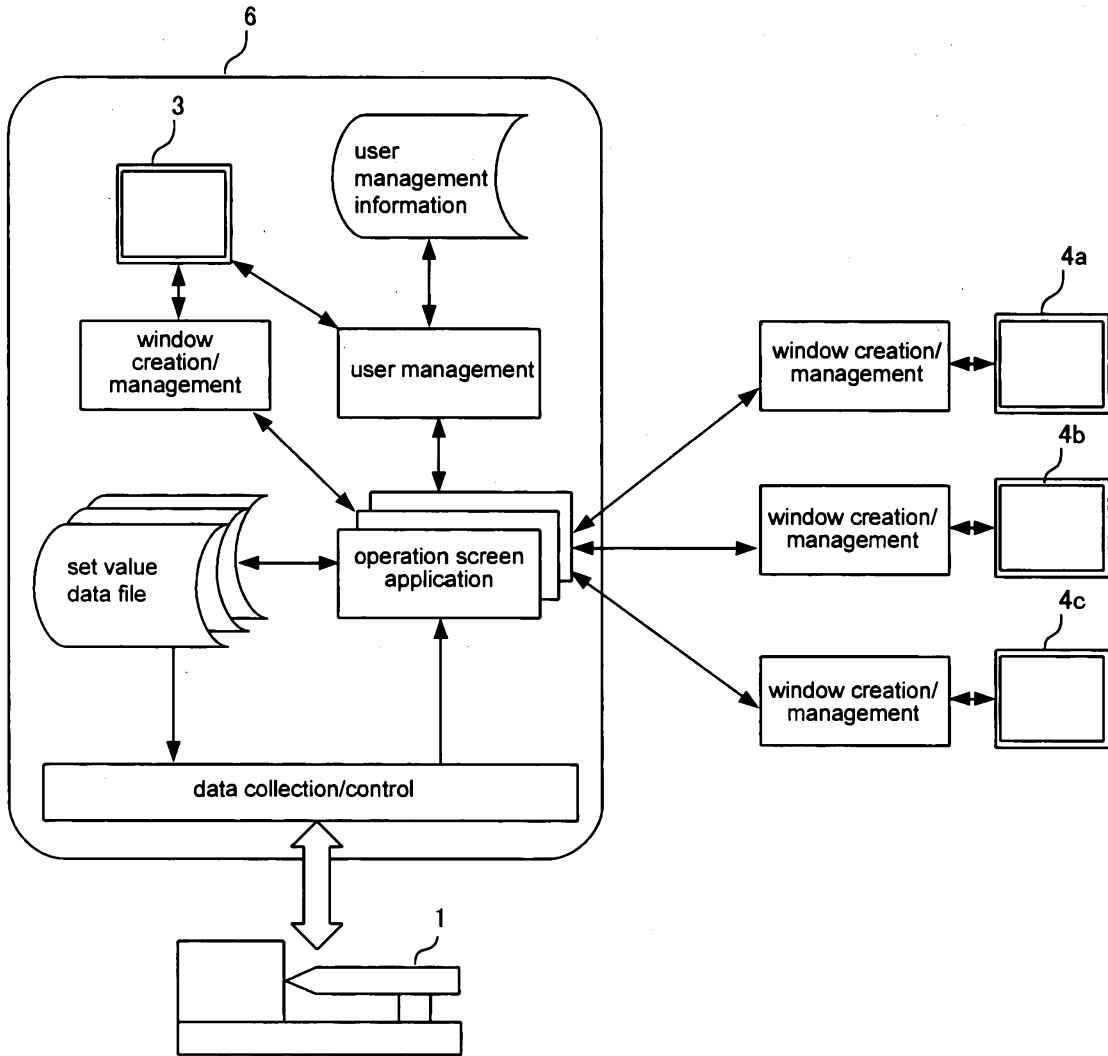 6
3
user
management
information
4a
window
creation/
management
user management
window creation/
management
4b
window creation/
management
set value
data file
operation screen
application
4c
window creation/
management
data collection/control
1